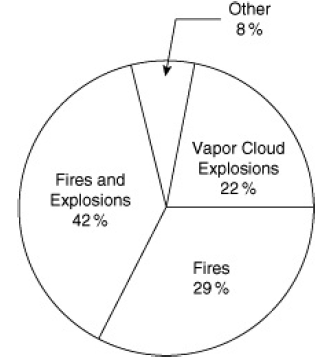 Other
8 %
Vapor Cloud
Explosions
22 %
Fires and
Explosions
42 %
Fires
29 %